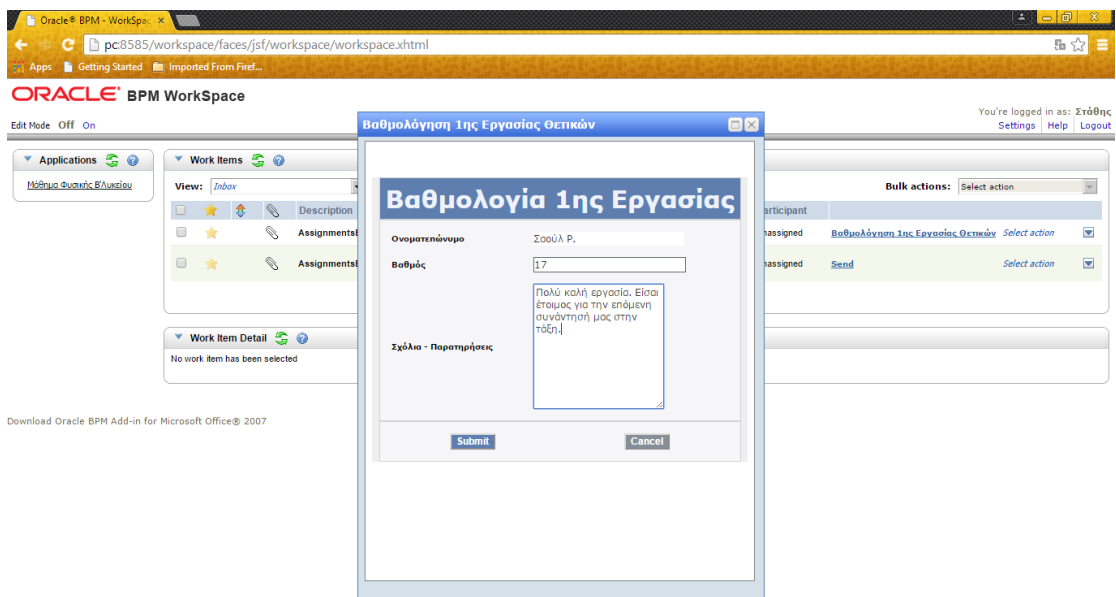 Oracle® BPM - WorkSpac
pc:8585/workspace/faces/jsf/workspace/workspace.xhtml
Apps Getting Started Imported From Firef...
ORACLE® BPM WorkSpace
You're logged in as: Στάθης
Edit Mode Off On
Settings Help Logout
Βαθμολόγηση 1ης Εργασίας Θετικών
Applications
Μάθημα Φυσικής Β'Λυκείου
Work Items
View: Inbox
Bulk actions: Select action
Description
articipant
Assignments
nassigned Βαθμολόγηση 1ης Εργασίας Θετικών Select action
Assignments
nassigned Send Select action
Work Item Detail
No work item has been selected
Βαθμολογία 1ης Εργασίας
Ονοματεπώνυμο Σαούλ Ρ.
Βαθμός 17
Σχόλια - Παρατηρήσεις
Πολύ καλή εργασία. Είσαι
έτοιμος για την επόμενη
συνάντησή μας στην
τάξη.
Submit Cancel
Download Oracle BPM Add-in for Microsoft Office® 2007